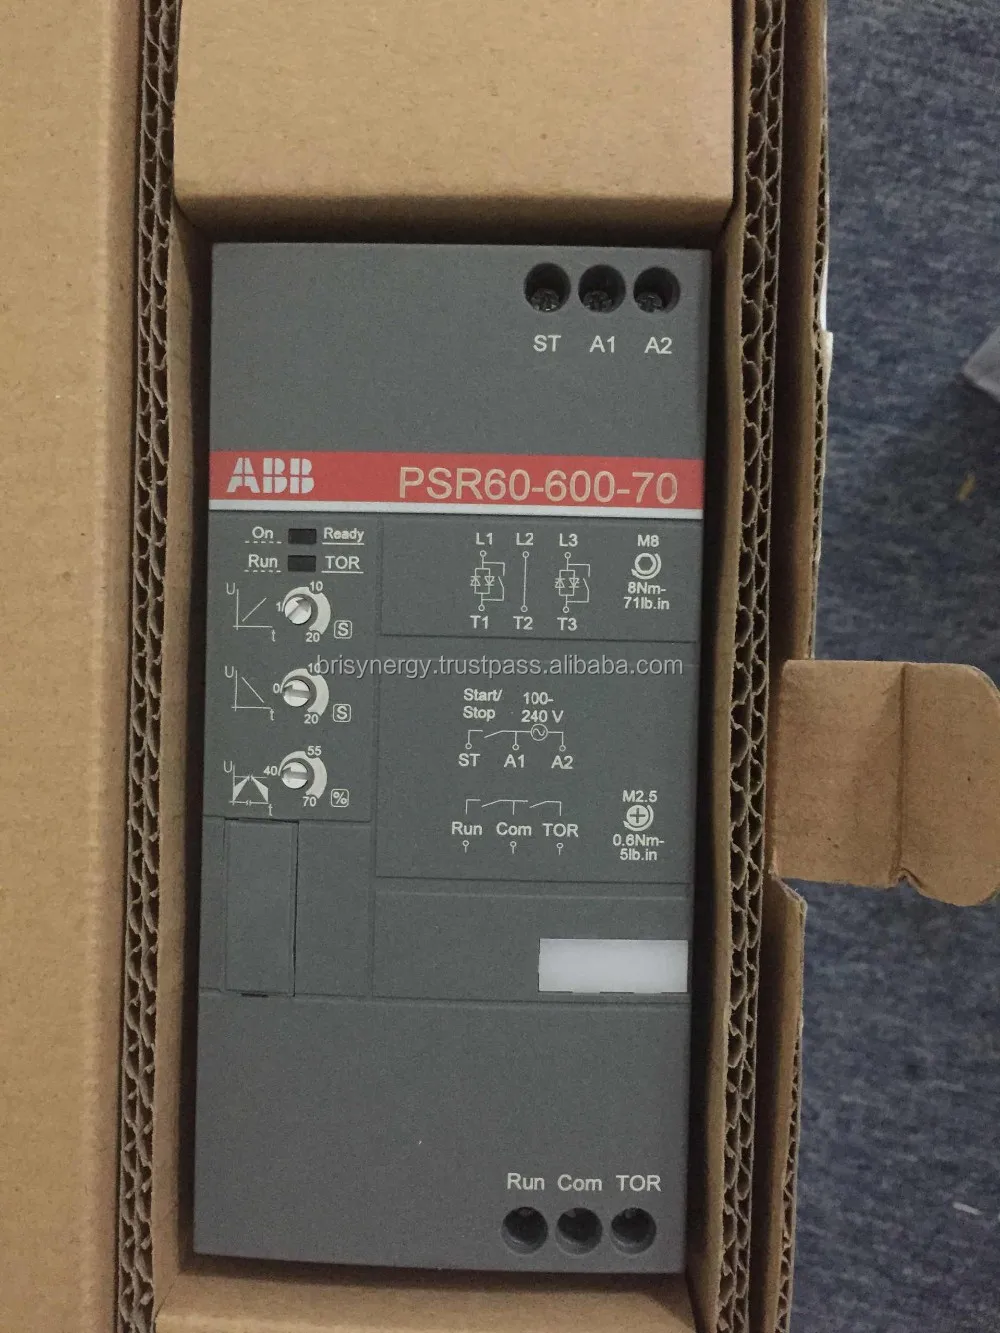 ST A1 A2
ABB PSR60-600-70
On Ready
Run TOR
U 10
1
20 S
t
U 10
0
20 S
t
U 55
40
70 %
t
L1 L2 L3
T1 T2 T3
M8
8Nm-
71lb.in
brisynergy.trustpass.alibaba.com
Start/ 100-
Stop 240 V
ST A1 A2
Run Com TOR
M2.5
0.6Nm-
5lb.in
Run Com TOR